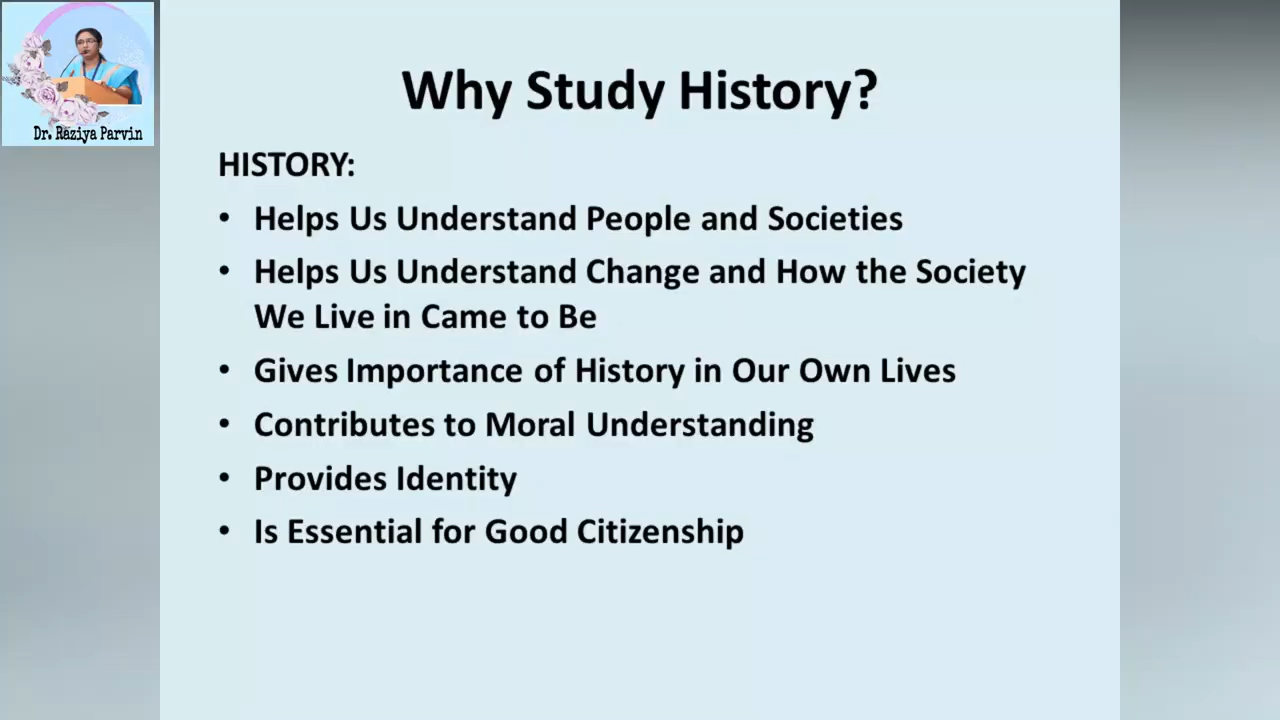 Dr. Raziya Parvin
Why Study History?
HISTORY:
• Helps Us Understand People and Societies
• Helps Us Understand Change and How the Society
We Live in Came to Be
• Gives Importance of History in Our Own Lives
• Contributes to Moral Understanding
• Provides Identity
• Is Essential for Good Citizenship